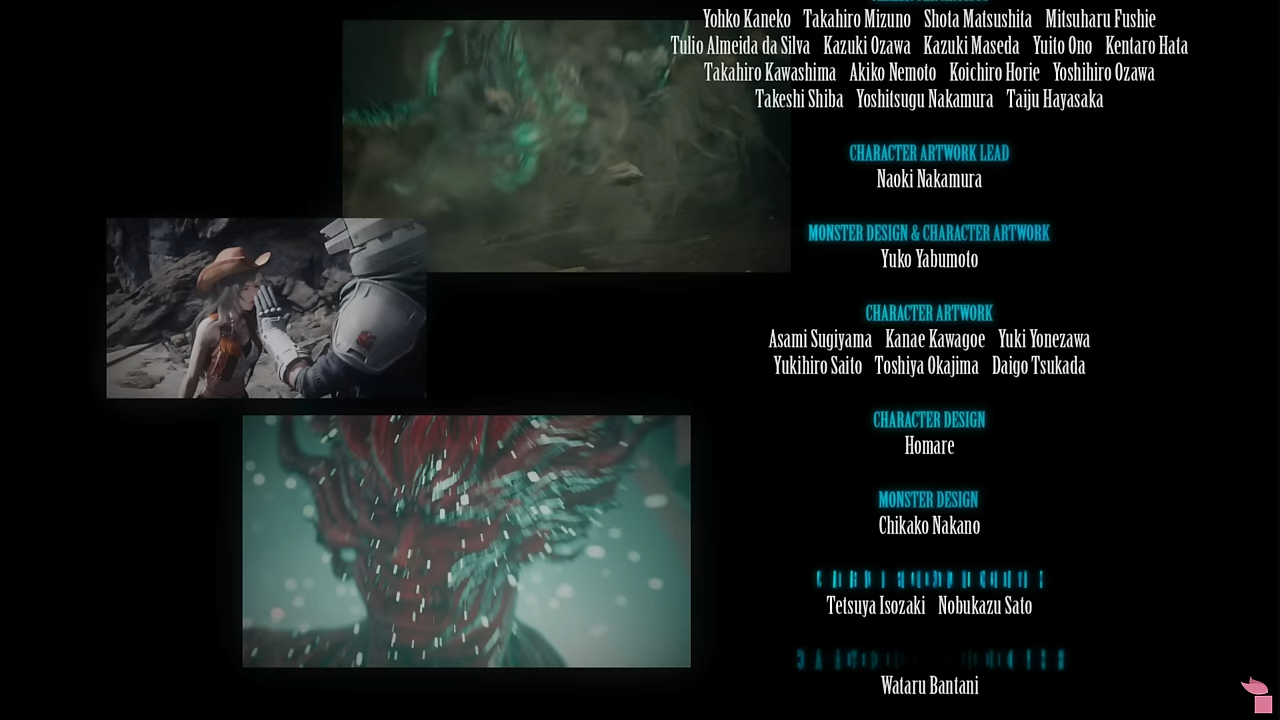 Yohko Kaneko Takahiro Mizuno Shota Matsushita Mitsuharu Fushie
Tulio Almeida da Silva Kazuki Ozawa Kazuki Maseda Yuito Ono Kentaro Hata
Takahiro Kawashima Akiko Nemoto Koichiro Horie Yoshihiro Ozawa
Takeshi Shiba Yoshitsugu Nakamura Taiju Hayasaka
CHARACTER ARTWORK LEAD
Naoki Nakamura
MONSTER DESIGN & CHARACTER ARTWORK
Yuko Yabumoto
CHARACTER ARTWORK
Asami Sugiyama Kanae Kawagoe Yuki Yonezawa
Yukihiro Saito Toshiya Okajima Daigo Tsukada
CHARACTER DESIGN
Homare
MONSTER DESIGN
Chikako Nakano
Tetsuya Isozaki Nobukazu Sato
Wataru Bantani